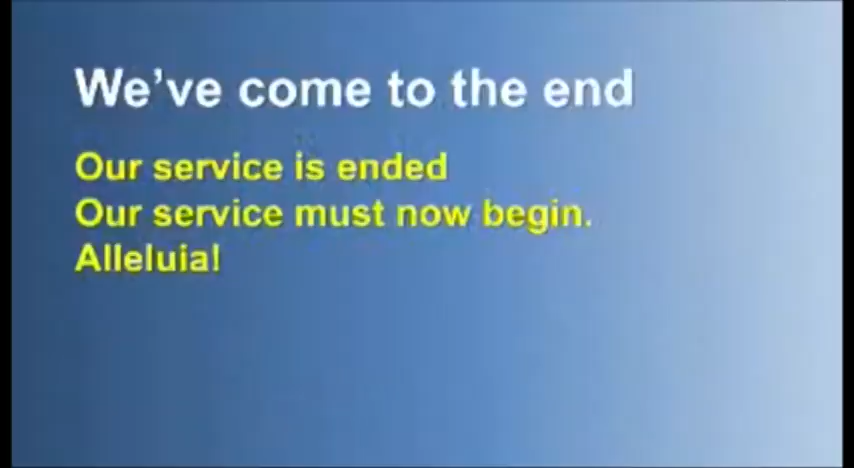 We’ve come to the end
Our service is ended
Our service must now begin.
Alleluia!